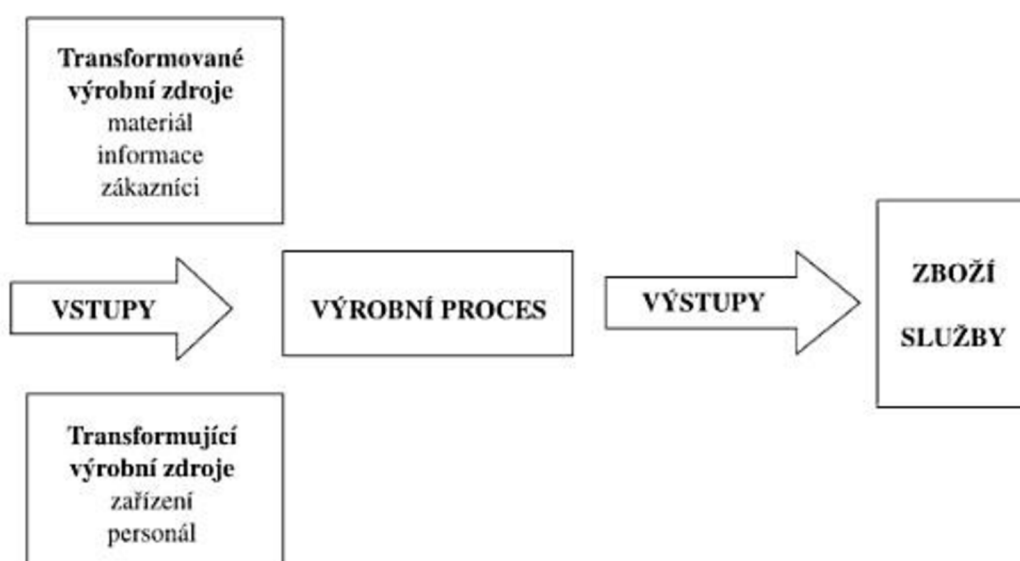 Transformované
výrobní zdroje
materiál
informace
zákazníci
VSTUPY
VÝROBNÍ PROCES
VÝSTUPY
ZBOŽÍ
SLUŽBY
Transformující
výrobní zdroje
zařízení
personál